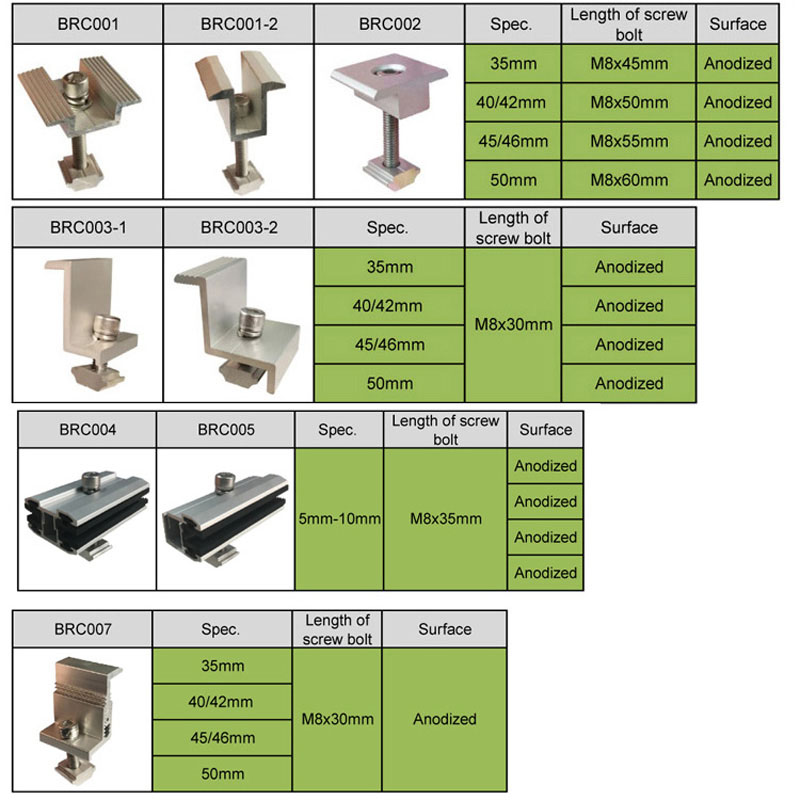 BRC001 BRC001-2 BRC002 Spec. Length of screw bolt Surface
35mm M8x45mm Anodized
40/42mm M8x50mm Anodized
45/46mm M8x55mm Anodized
50mm M8x60mm Anodized
BRC003-1 BRC003-2 Spec. Length of screw bolt Surface
35mm Anodized
40/42mm Anodized
M8x30mm
45/46mm Anodized
50mm Anodized
BRC004 BRC005 Spec. Length of screw bolt Surface
Anodized
Anodized
5mm-10mm M8x35mm
Anodized
Anodized
BRC007 Spec. Length of screw bolt Surface
35mm
40/42mm
M8x30mm Anodized
45/46mm
50mm